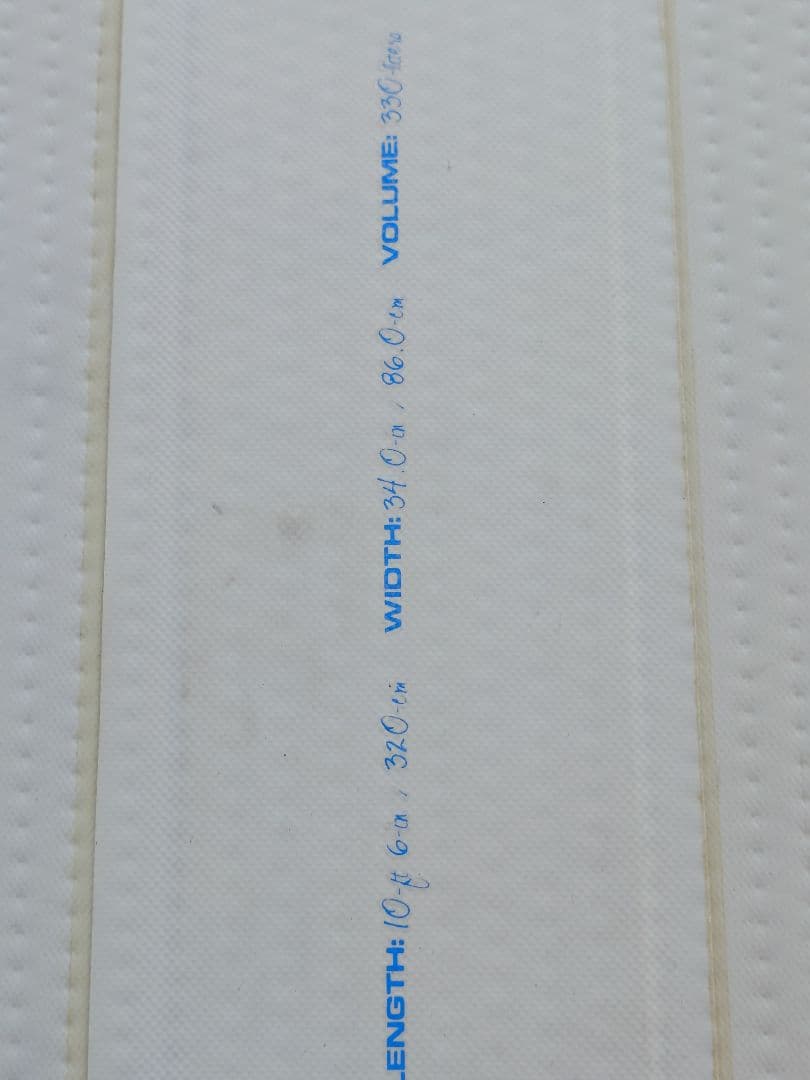 LENGTH: 10-ft 6-in / 320-cm WIDTH: 34.0-in / 86.0-cm VOLUME: 330-liters